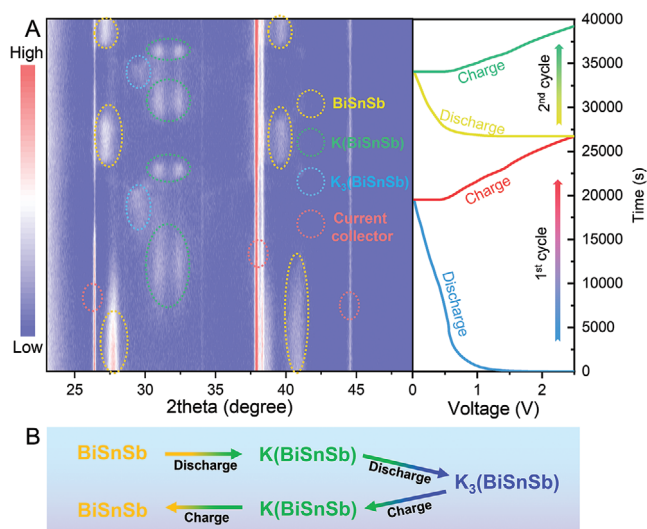 A
High
Low
BiSnSb
K(BiSnSb)
K₃(BiSnSb)
Current
collector
25 30 35 40 45
2theta (degree)
Charge
Discharge
2nd cycle
Charge
Discharge
1st cycle
0 1 2
Voltage (V)
40000
35000
30000
25000
20000
15000
10000
5000
0
Time (s)
B
BiSnSb Discharge K(BiSnSb) Discharge
K₃(BiSnSb)
BiSnSb Charge K(BiSnSb) Charge